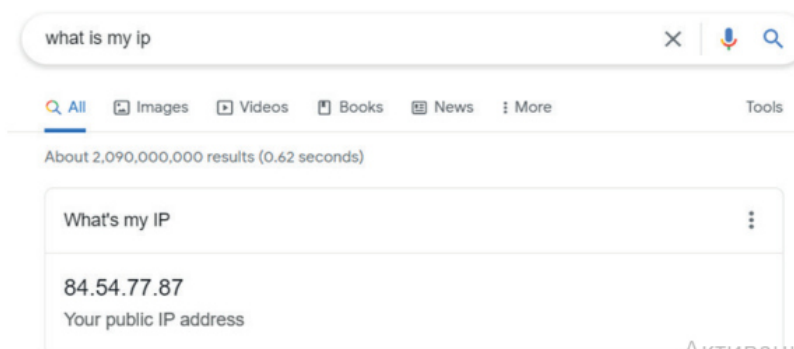 what is my ip
All Images Videos Books News More Tools
About 2,090,000,000 results (0.62 seconds)
What's my IP
84.54.77.87
Your public IP address